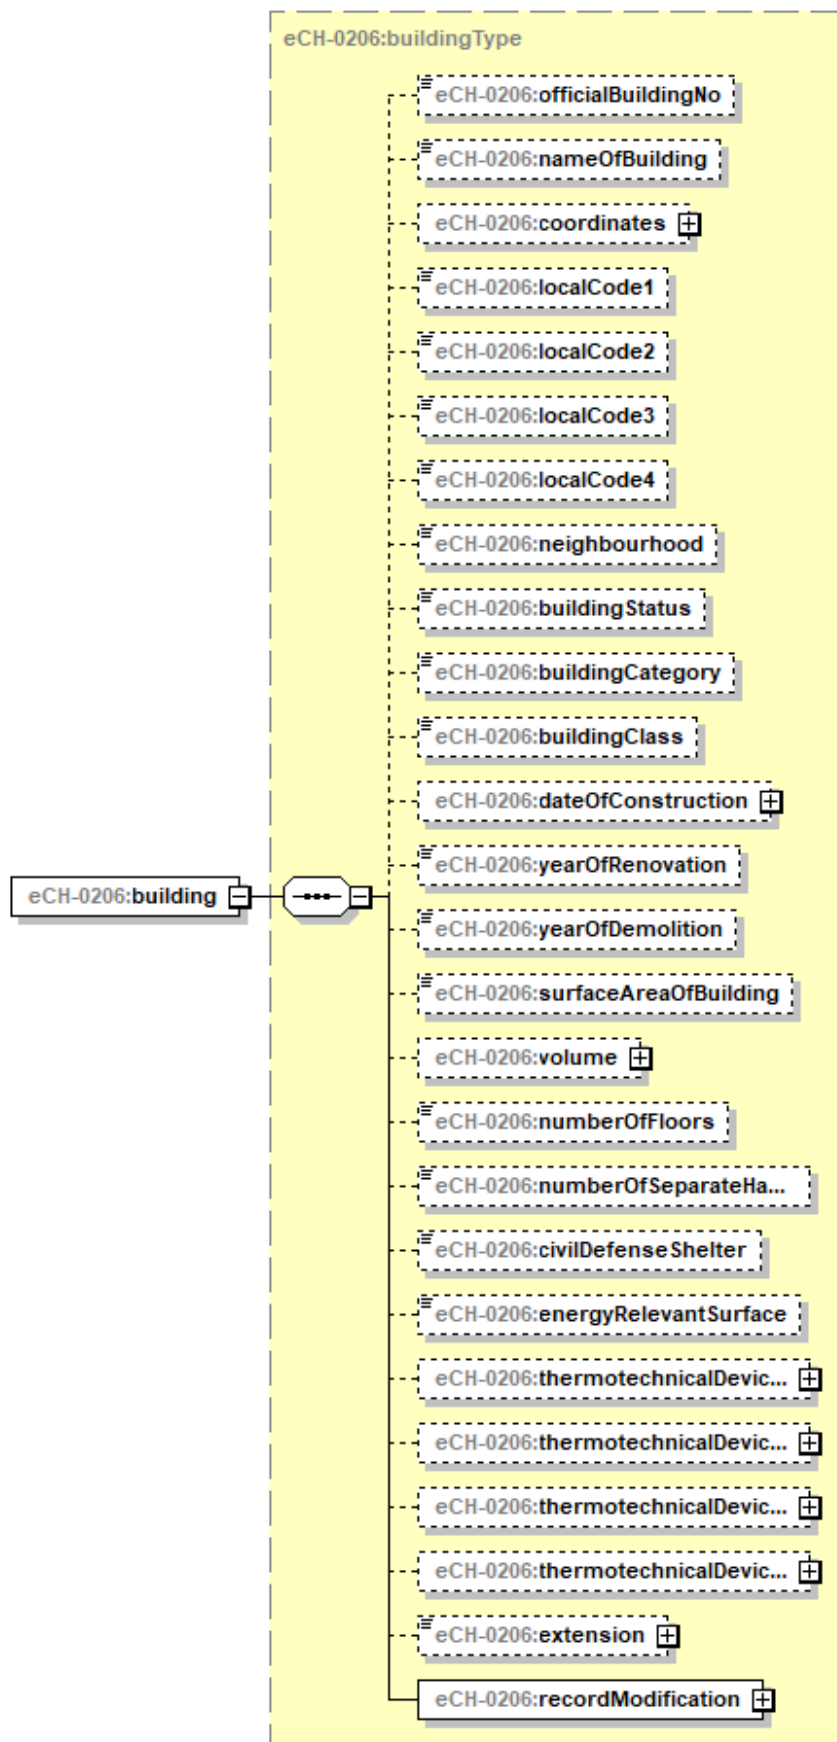 eCH-0206:buildingType
eCH-0206:officialBuildingNo
eCH-0206:nameOfBuilding
eCH-0206:coordinates
eCH-0206:localCode1
eCH-0206:localCode2
eCH-0206:localCode3
eCH-0206:localCode4
eCH-0206:neighbourhood
eCH-0206:buildingStatus
eCH-0206:buildingCategory
eCH-0206:buildingClass
eCH-0206:dateOfConstruction
eCH-0206:yearOfRenovation
eCH-0206:building
eCH-0206:yearOfDemolition
eCH-0206:surfaceAreaOfBuilding
eCH-0206:volume
eCH-0206:numberOfFloors
eCH-0206:numberOfSeparateHa...
eCH-0206:civilDefenseShelter
eCH-0206:energyRelevantSurface
eCH-0206:thermotechnicalDevic...
eCH-0206:thermotechnicalDevic...
eCH-0206:thermotechnicalDevic...
eCH-0206:thermotechnicalDevic...
eCH-0206:extension
eCH-0206:recordModification